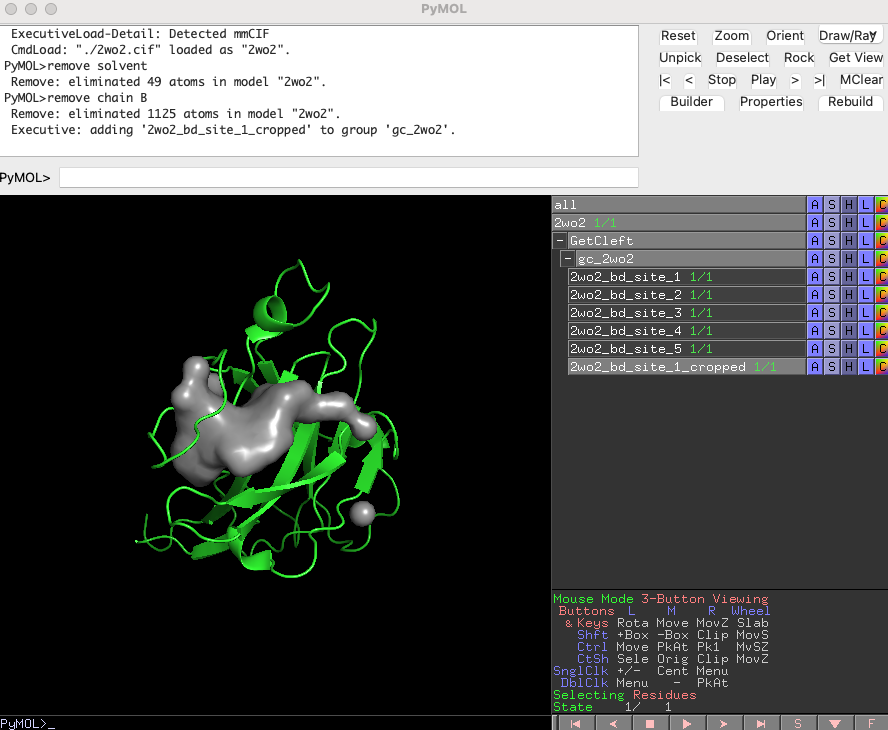 PyMOL
ExecutiveLoad-Detail: Detected mmCIF
CmdLoad: "./2wo2.cif" loaded as "2wo2".
PyMOL>remove solvent
Remove: eliminated 49 atoms in model "2wo2".
PyMOL>remove chain B
Remove: eliminated 1125 atoms in model "2wo2".
Executive: adding '2wo2_bd_site_1_cropped' to group 'gc_2wo2'.
Reset Zoom Orient Draw/Ray
Unpick Deselect Rock Get View
|< < Stop Play > >| MClear
Builder Properties Rebuild
PyMOL>
all A S H L C
2wo2 1/1 A S H L C
- GetCleft A S H L C
- gc_2wo2 A S H L C
2wo2_bd_site_1 1/1 A S H L C
2wo2_bd_site_2 1/1 A S H L C
2wo2_bd_site_3 1/1 A S H L C
2wo2_bd_site_4 1/1 A S H L C
2wo2_bd_site_5 1/1 A S H L C
2wo2_bd_site_1_cropped 1/1 A S H L C
Mouse Mode 3-Button Viewing
Buttons L M R Wheel
& Keys Rota Move MovZ Slab
Shft +Box -Box Clip MovS
Ctrl Move PkAt Pk1 MvSZ
CtSh Sele Orig Clip MovZ
SnglClk +/- Cent Menu
DblClk Menu - PkAt
Selecting Residues
State 1/ 1
PyMOL>_
S F